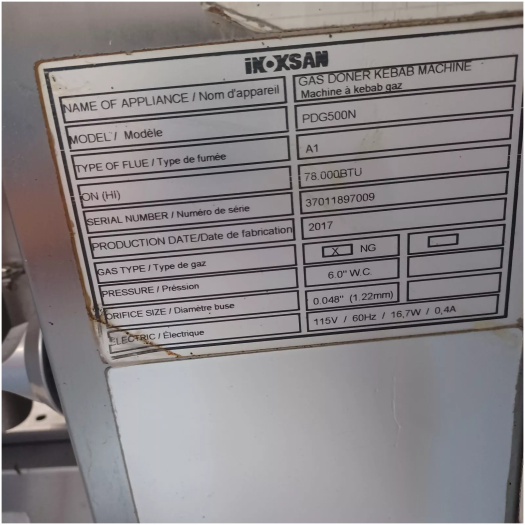 iNOKSAN
NAME OF APPLIANCE / Nom d'appareil GAS DONER KEBAB MACHINE
Machine à kebab gaz
MODEL / Modèle PDG500N
TYPE OF FLUE / Type de fumée A1
ON (Hi) 78.000BTU
SERIAL NUMBER / Numéro de série 37011897009
PRODUCTION DATE/Date de fabrication 2017
GAS TYPE / Type de gaz X NG
PRESSURE / Préssion 6.0" W.C
ORIFICE SIZE / Diamètre buse 0.048" (1.22mm)
ELECTRIC / Électrique 115V / 60Hz / 16,7W / 0,4A